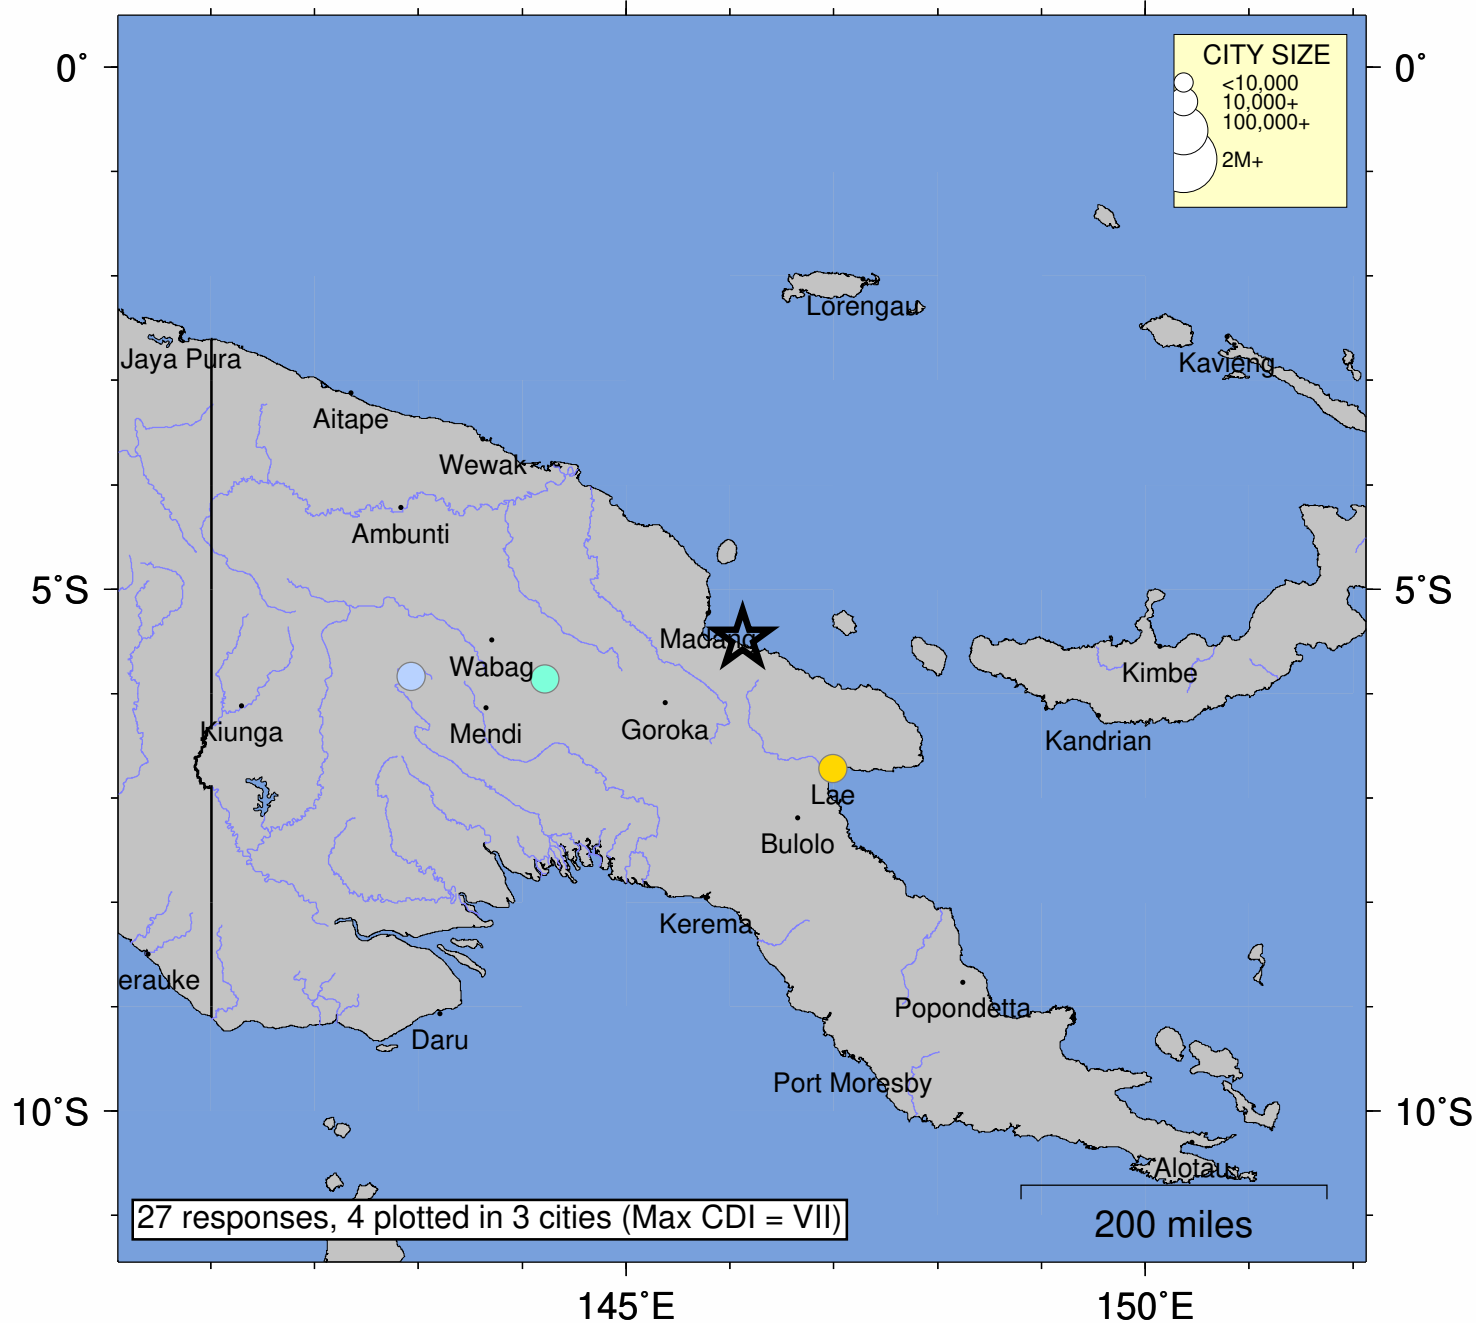 CITY SIZE
<10,000
10,000+
100,000+
2M+
0˚
0˚
Lorengau
Jaya Pura
Kavieng
Aitape
Wewak
Ambunti
5˚S
5˚S
Madang
Wabag
Kimbe
Kiunga
Mendi
Goroka
Kandrian
Lae
Bulolo
Kerema
erauke
Popondetta
Daru
Port Moresby
10˚S
10˚S
Alotau
27 responses, 4 plotted in 3 cities (Max CDI = VII)
200 miles
145˚E
150˚E